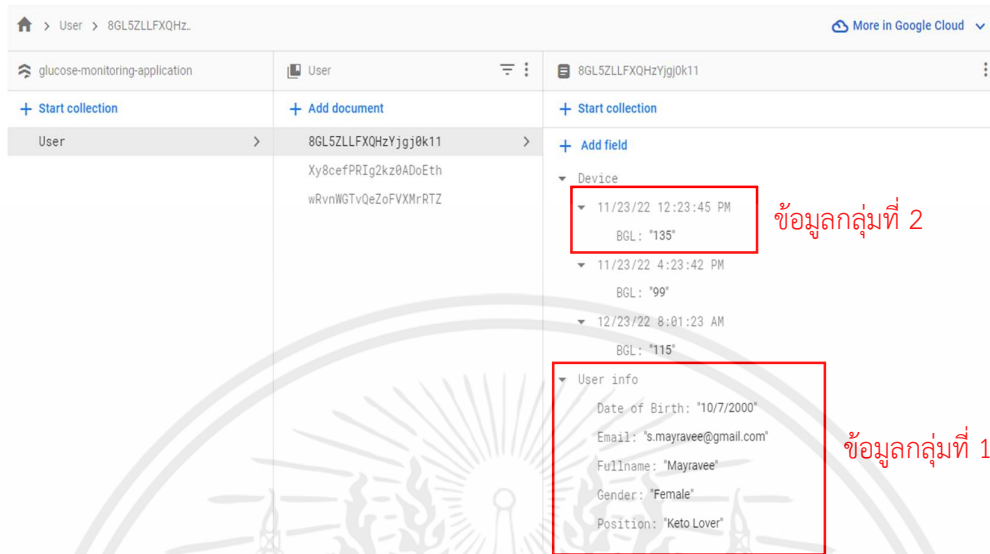 > User > 8GL5ZLLFXQHz..
More in Google Cloud
glucose-monitoring-application
User
8GL5ZLLFXQHzYjgj0k11
+ Start collection
+ Add document
+ Start collection
User
8GL5ZLLFXQHzYjgj0k11
Xy8cefPRIg2kz0ADoEth
wRvnWGTvQeZoFVXMrRTZ
+ Add field
Device
11/23/22 12:23:45 PM
BGL: "135"
ข้อมูลกลุ่มที่ 2
11/23/22 4:23:42 PM
BGL: "99"
12/23/22 8:01:23 AM
BGL: "115"
User info
Date of Birth: "10/7/2000"
Email: "s.mayravee@gmail.com"
Fullname: "Mayravee"
Gender: "Female"
Position: "Keto Lover"
ข้อมูลกลุ่มที่ 1